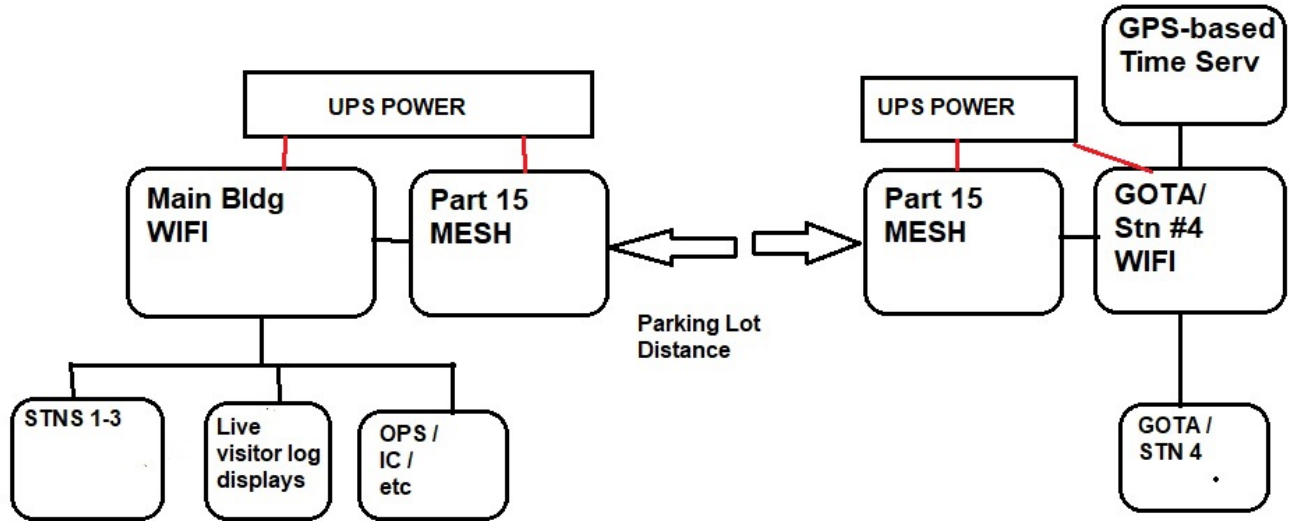 GPS-based
Time Serv
UPS POWER
UPS POWER
Main Bldg
WIFI
Part 15
MESH
Part 15
MESH
GOTA/
Stn #4
WIFI
Parking Lot
Distance
STNS 1-3
Live
visitor log
displays
OPS /
IC /
etc
GOTA /
STN 4